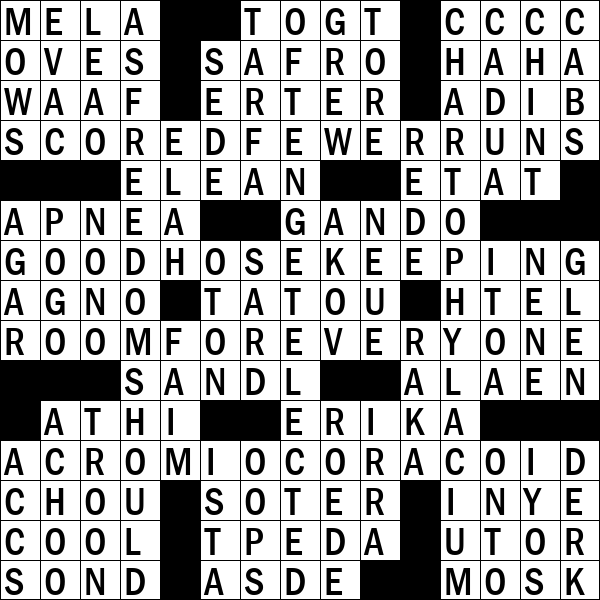 MELA TOGT CCCC
OVES SAFRO HAHA
WAAF ERTER ADIB
SCOREDFEWERRUNS
ELEAN ETAT
APNEA GANDO
GOODHOSEKEEPING
AGNO TATOU HTEL
ROOMFOREVERYONE
SANDL ALAEN
ATHI ERIKA
ACROMIOCORACOID
CHOU SOTER INYE
COOL TPEDA UTOR
SOND ASDE MOSK